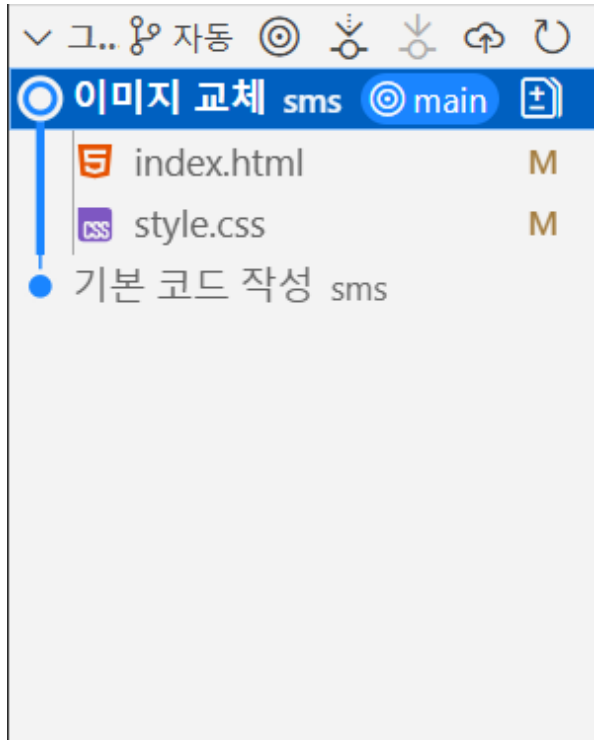 그.. 자동
이미지 교체 sms main
index.html M
CSS style.css M
기본 코드 작성 sms